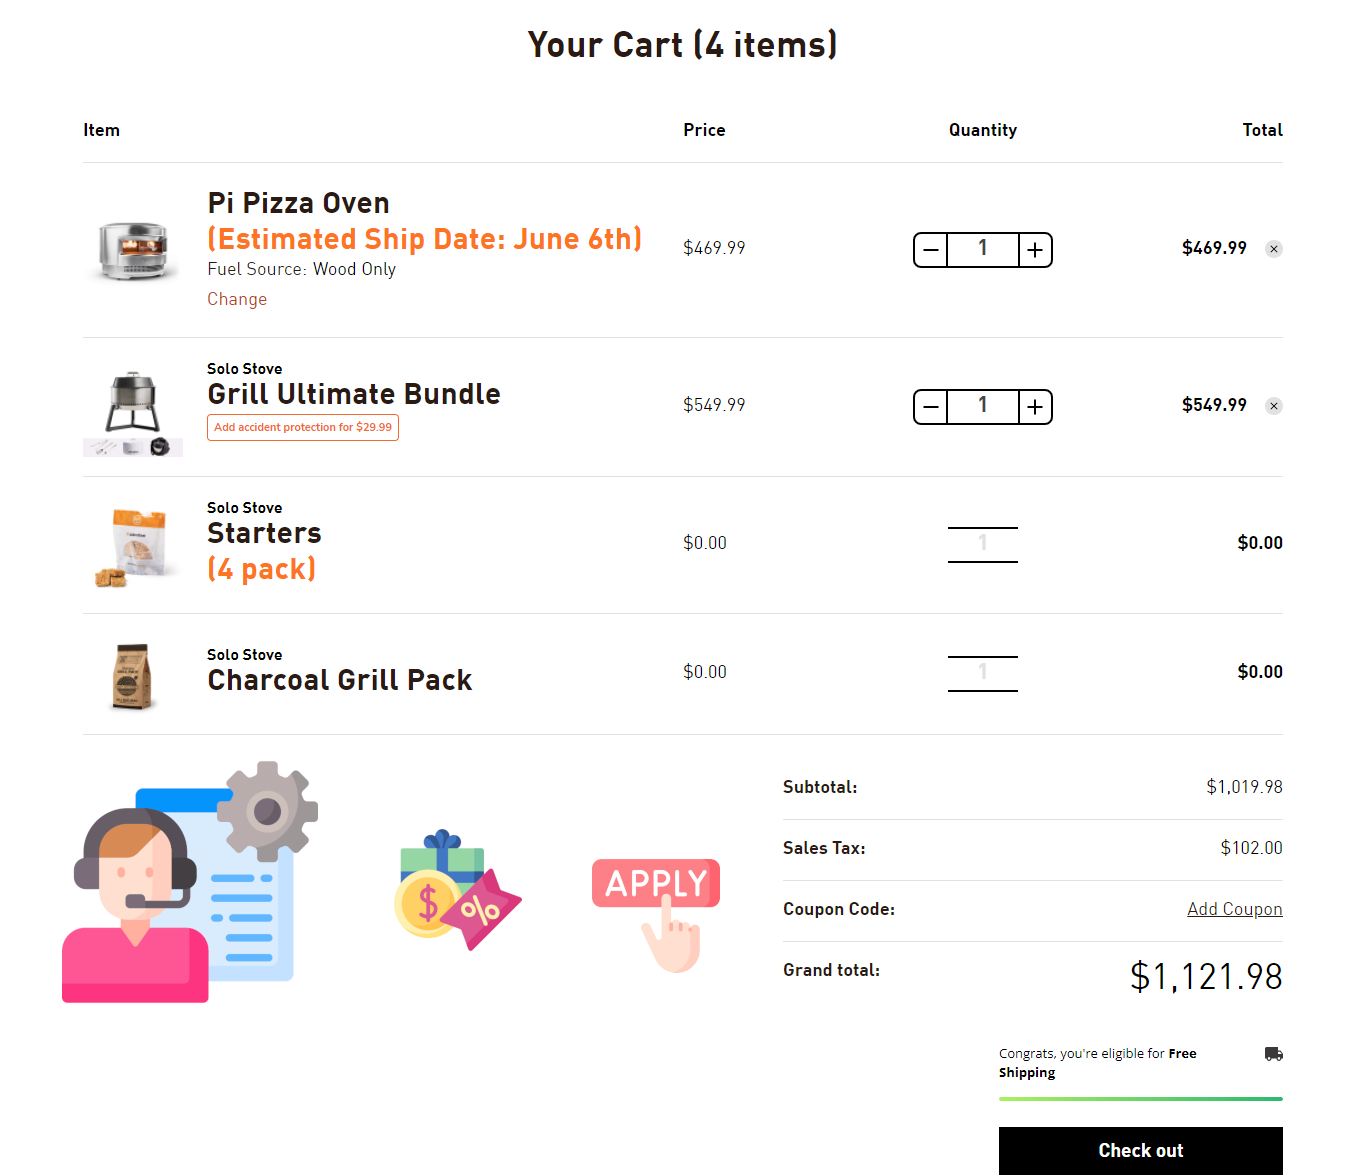 Your Cart (4 items)
Item Price Quantity Total
Pi Pizza Oven
(Estimated Ship Date: June 6th)
Fuel Source: Wood Only
Change
$469.99
1
$469.99
Solo Stove
Grill Ultimate Bundle
Add accident protection for $29.99
$549.99
1
$549.99
Solo Stove
Starters
(4 pack)
$0.00
1
$0.00
Solo Stove
Charcoal Grill Pack
$0.00
1
$0.00
$ %
APPLY
Subtotal: $1,019.98
Sales Tax: $102.00
Coupon Code: Add Coupon
Grand total: $1,121.98
Congrats, you're eligible for Free
Shipping
Check out